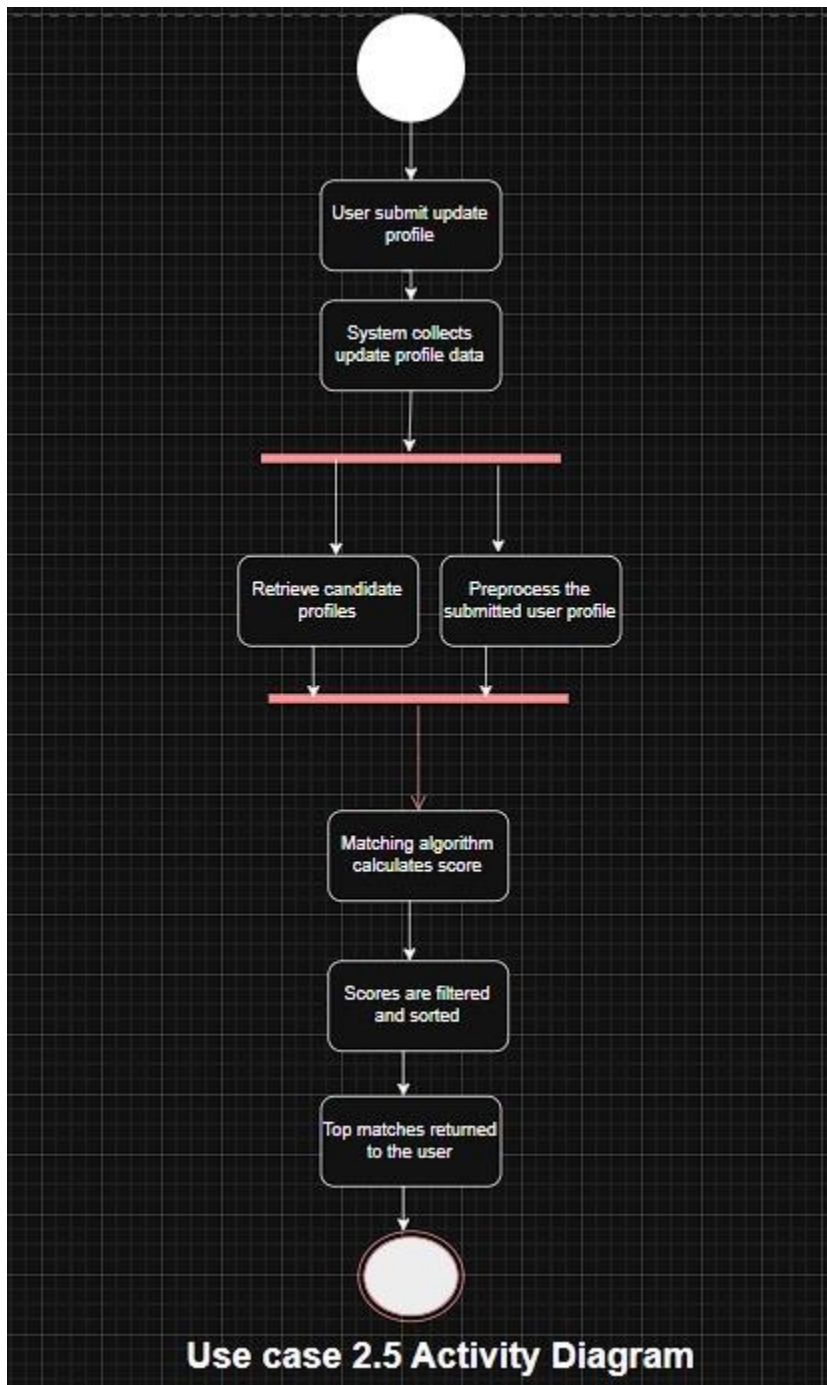 User submit update
profile
System collects
update profile data
Retrieve candidate
profiles
Preprocess the
submitted user profile
Matching algorithm
calculates score
Scores are filtered
and sorted
Top matches returned
to the user
Use case 2.5 Activity Diagram